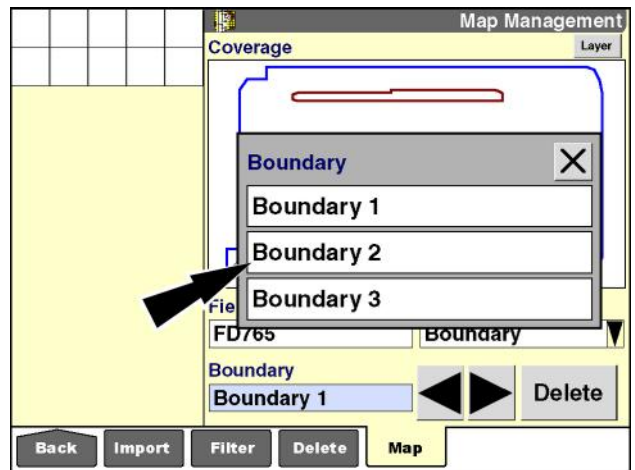 Map Management
Coverage
Layer
Boundary
Boundary 1
Boundary 2
Boundary 3
Fie
FD765
Boundary
Boundary
Boundary 1
Delete
Back
Import
Filter
Delete
Map